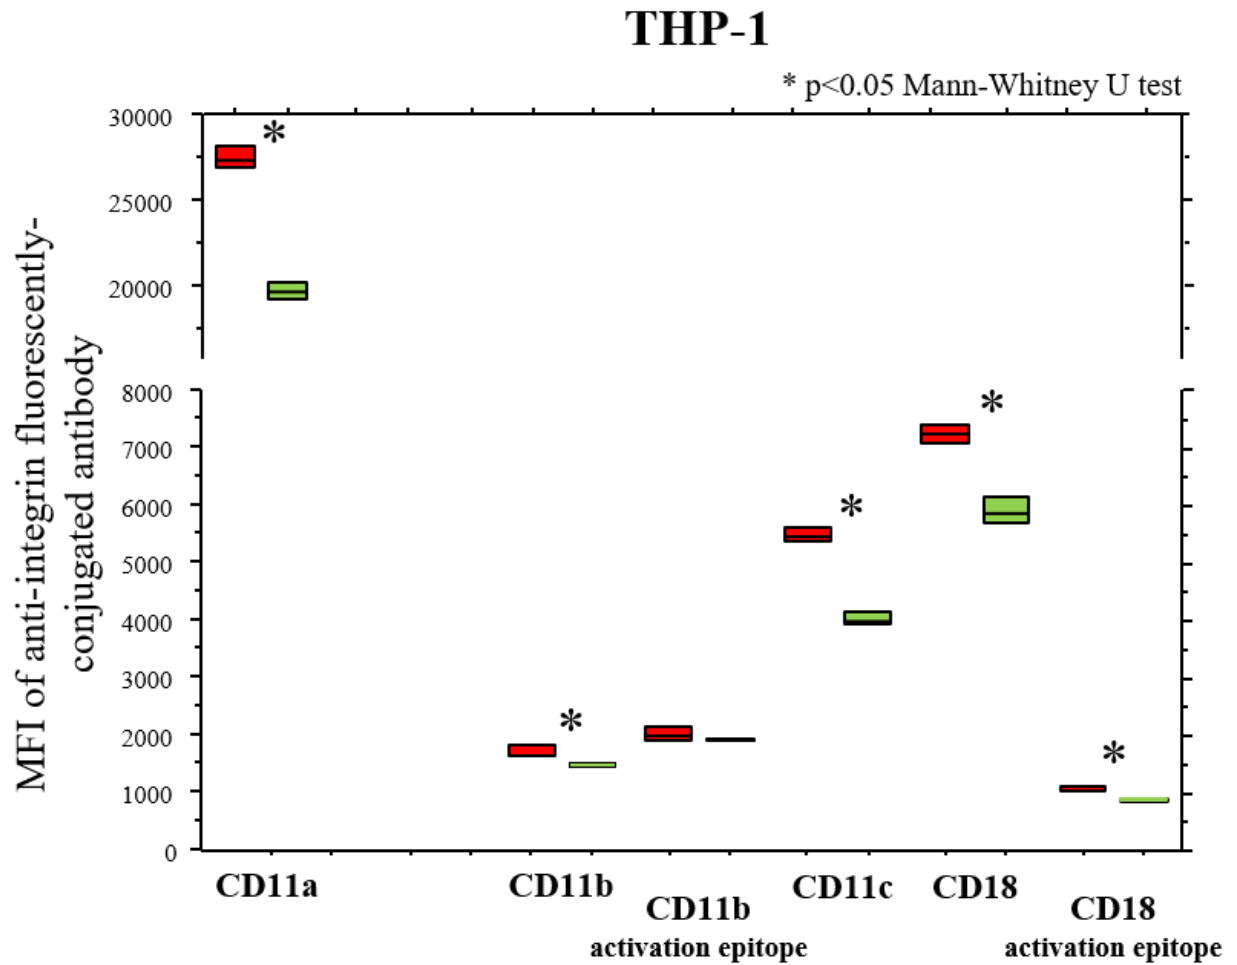 THP-1
* p<0.05 Mann-Whitney U test
MFI of anti-integrin fluorescently-
conjugated antibody
30000
25000
20000
8000
7000
6000
5000
4000
3000
2000
1000
0
*
*
*
*
*
CD11a
CD11b
CD11b
activation epitope
CD11c
CD18
CD18
activation epitope